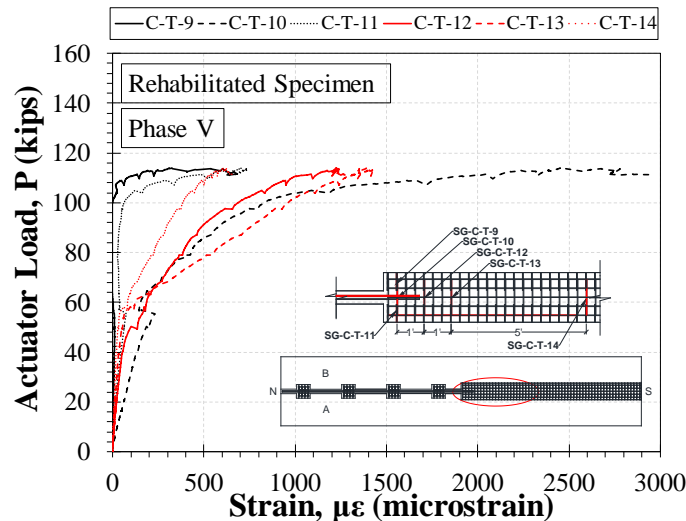 C-T-9 C-T-10 C-T-11 C-T-12 C-T-13 C-T-14
160
140
120
100
80
60
40
20
0
Actuator Load, P (kips)
Rehabilitated Specimen
Phase V
SG-C-T-9
SG-C-T-10
SG-C-T-12
SG-C-T-13
SG-C-T-11
1' 1' 5'
SG-C-T-14
B
N S
A
0 500 1000 1500 2000 2500 3000
Strain, με (microstrain)